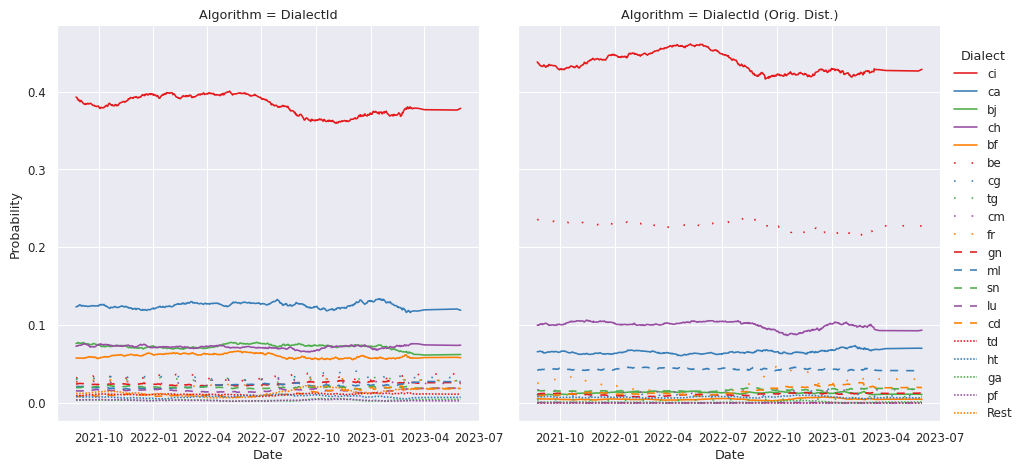 Algorithm = DialectId
Algorithm = DialectId (Orig. Dist.)
Probability
0.4
0.3
0.2
0.1
0.0
2021-10 2022-01 2022-04 2022-07 2022-10 2023-01 2023-04 2023-07
Date
2021-10 2022-01 2022-04 2022-07 2022-10 2023-01 2023-04 2023-07
Date
Dialect
ci
ca
bj
ch
bf
be
cg
tg
cm
fr
gn
ml
sn
lu
cd
td
ht
ga
pf
Rest